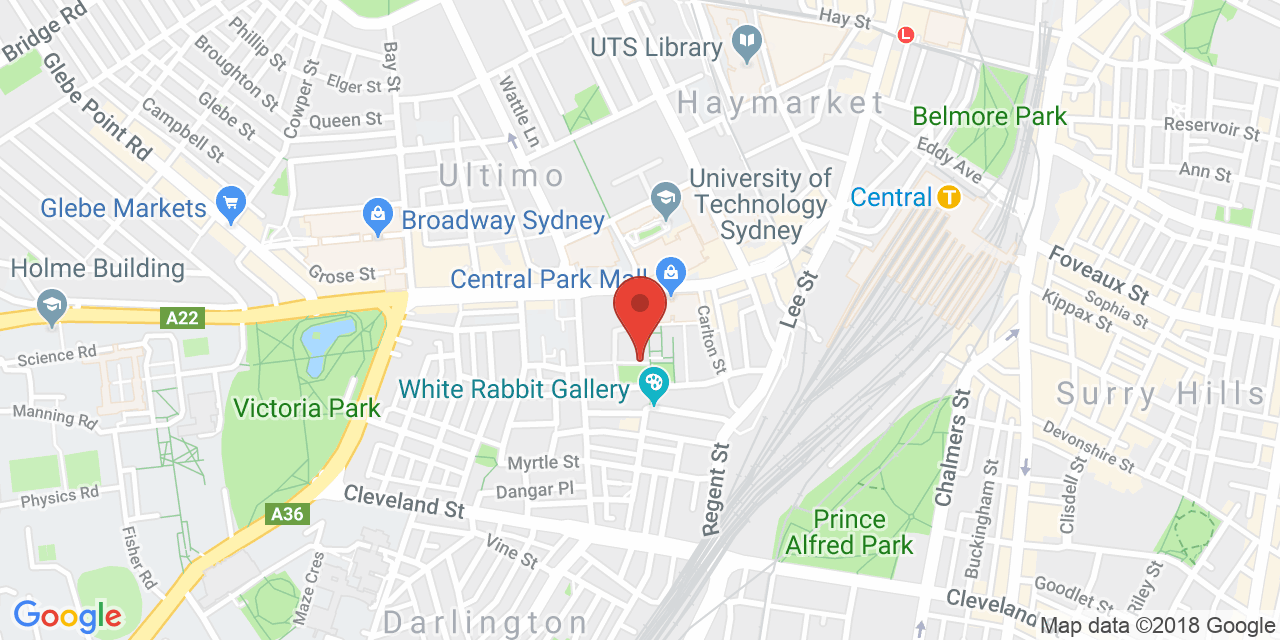 Bridge Rd
Phillip St
Broughton St
Glebe Point Rd
Campbell St
Glebe St
Cowper St
Elger St
Queen St
Bay St
Wattle Ln
Hay St
UTS Library
L
Haymarket
Belmore Park
Eddy Ave
Reservoir St
Ann St
Ultimo
University of
Technology
Sydney
Central T
Glebe Markets
Broadway Sydney
Holme Building
Grose St
Central Park Mall
Lee St
Foveaux St
Sophia St
Kippax St
A22
Carlton St
Science Rd
White Rabbit Gallery
Victoria Park
Manning Rd
Surry Hills
Chalmers St
Devonshire St
Myrtle St
Dangar Pl
Regent St
Physics Rd
Cleveland St
A36
Buckingham St
Clisdell St
Prince
Alfred Park
Fisher Rd
Vine St
Maze Cres
Riley St
Goodlet St
Cleveland
Darlington
Google
Map data ©2018 Google